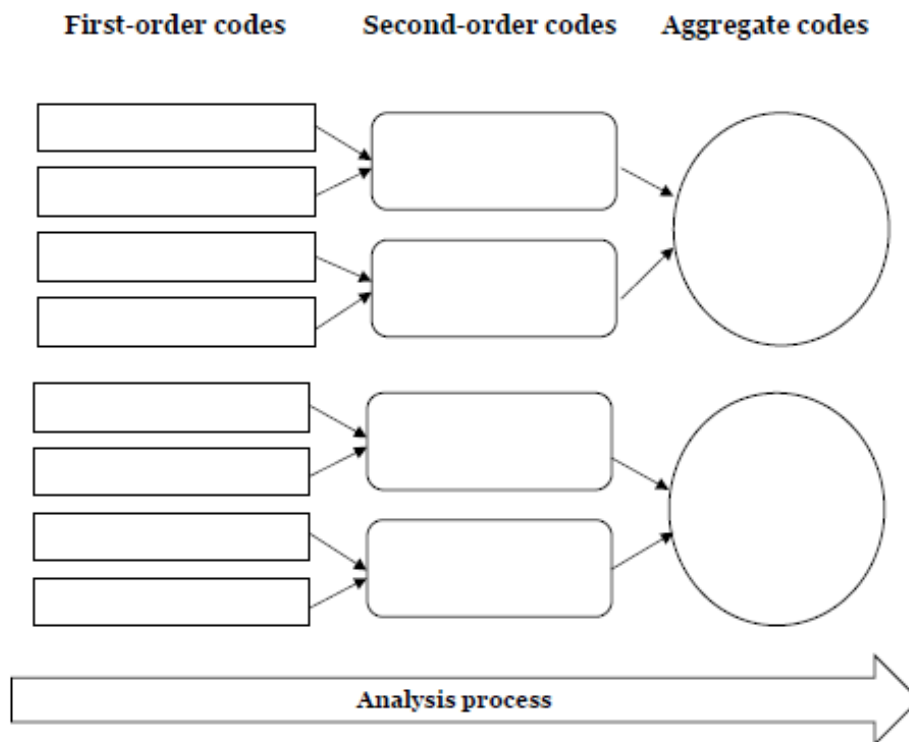 First-order codes Second-order codes Aggregate codes
Analysis process